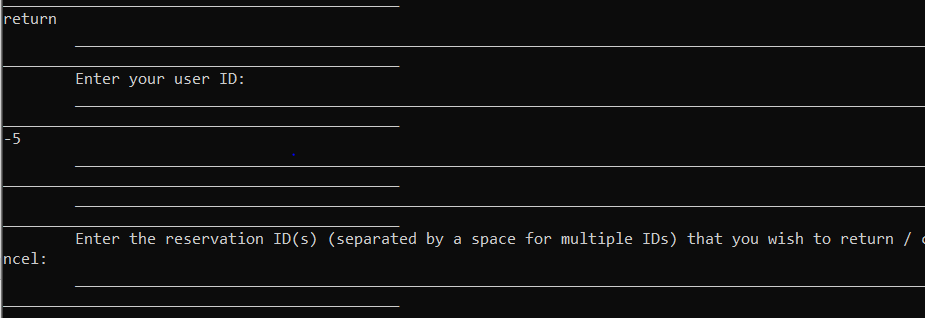 return
Enter your user ID:
-5
Enter the reservation ID(s) (separated by a space for multiple IDs) that you wish to return / c
ncel: